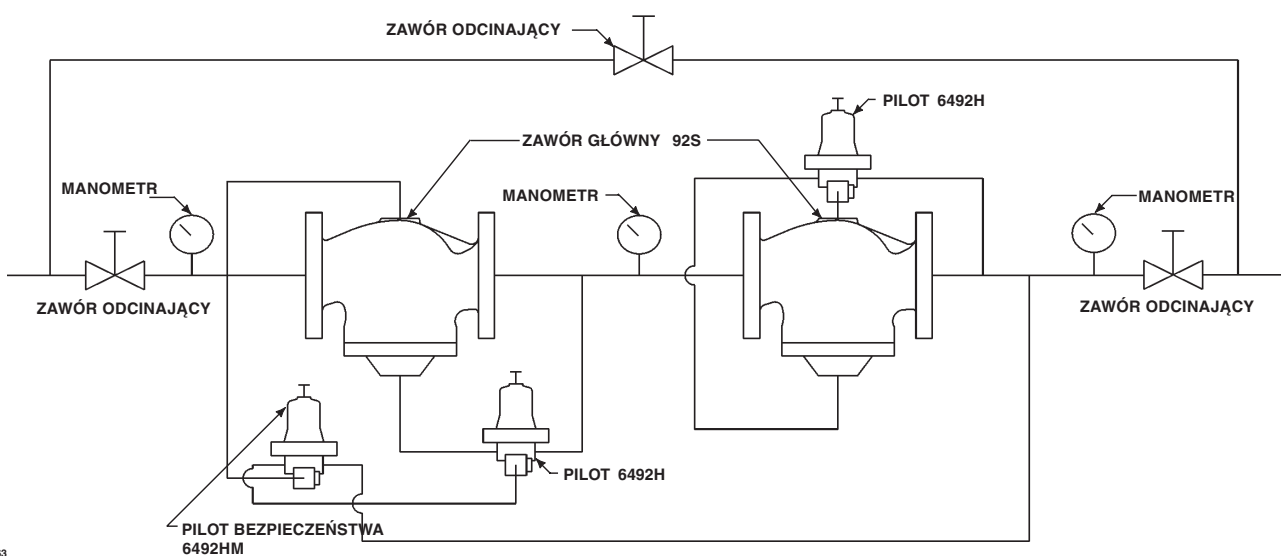 ZAWÓR ODCINAJĄCY
PILOT 6492H
ZAWÓR GŁÓWNY 92S
MANOMETR
MANOMETR
MANOMETR
ZAWÓR ODCINAJĄCY
ZAWÓR ODCINAJĄCY
PILOT 6492H
PILOT BEZPIECZEŃSTWA
6492HM